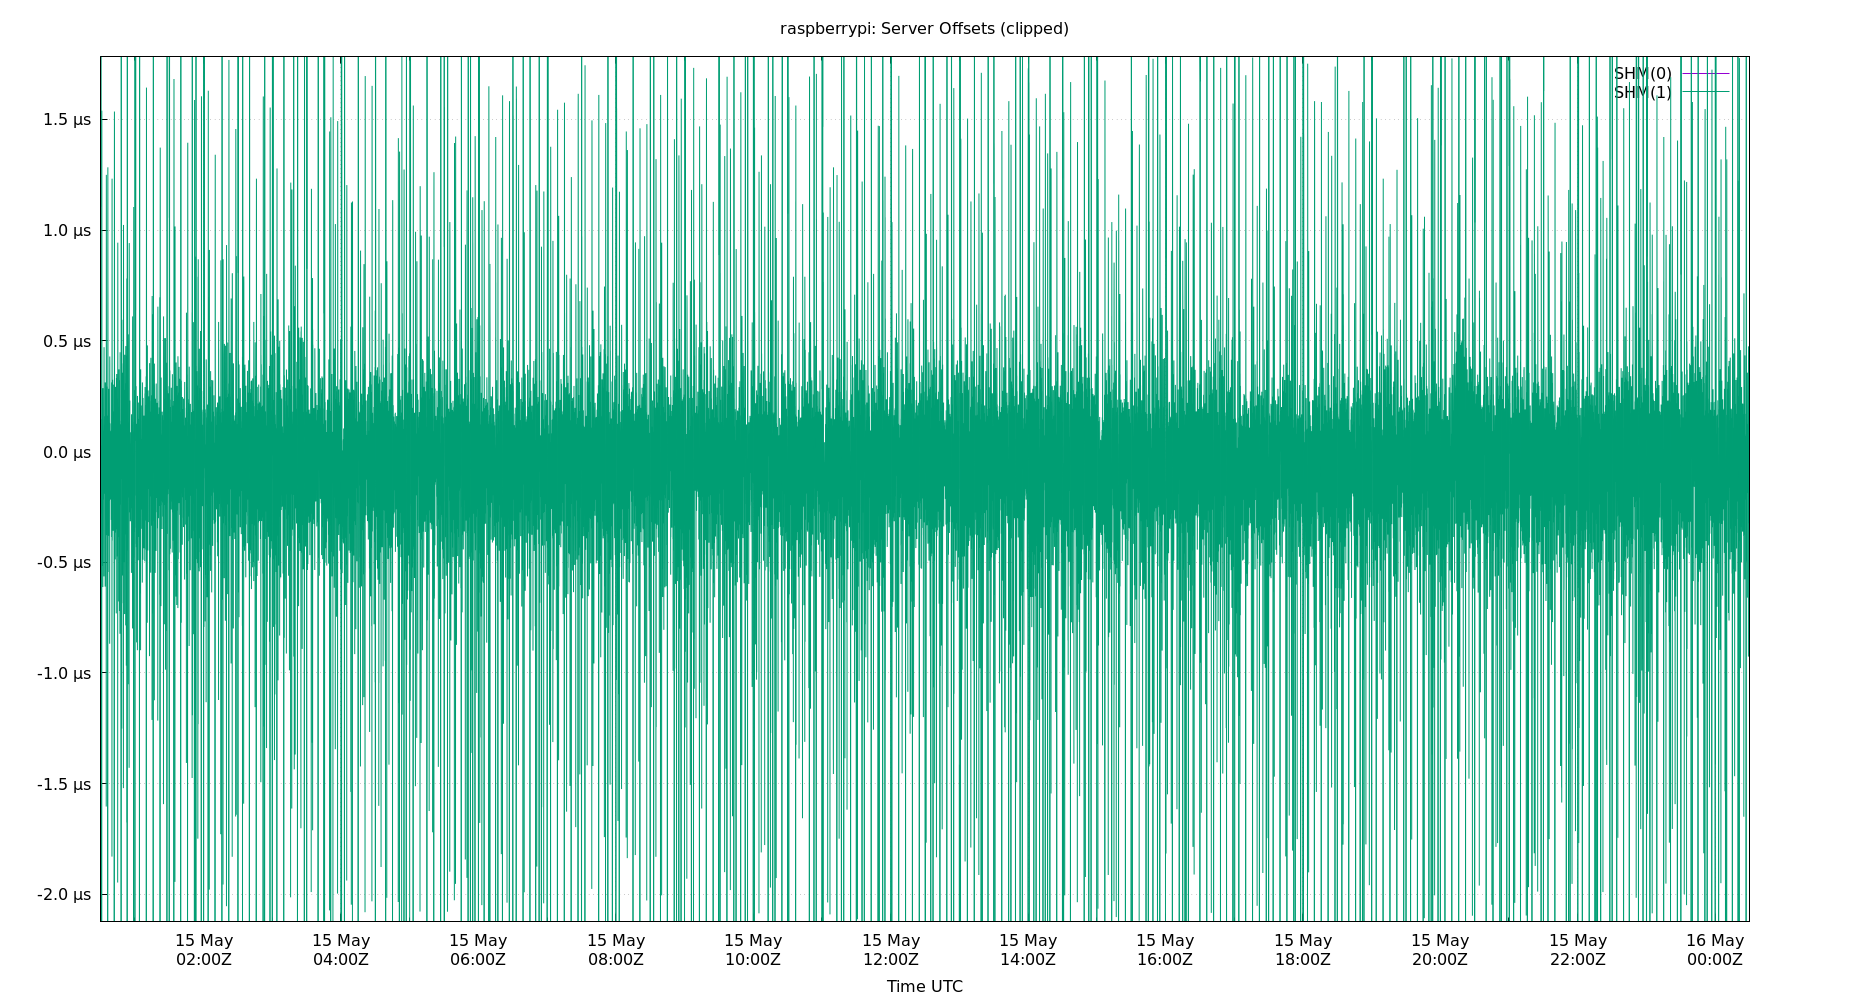 raspberrypi: Server Offsets (clipped)
SHM(0)
SHM(1)
1.5 µs
1.0 µs
0.5 µs
0.0 µs
-0.5 µs
-1.0 µs
-1.5 µs
-2.0 µs
15 May 15 May 15 May 15 May 15 May 15 May 15 May 15 May 15 May 15 May 15 May 16 May
02:00Z 04:00Z 06:00Z 08:00Z 10:00Z 12:00Z 14:00Z 16:00Z 18:00Z 20:00Z 22:00Z 00:00Z
Time UTC